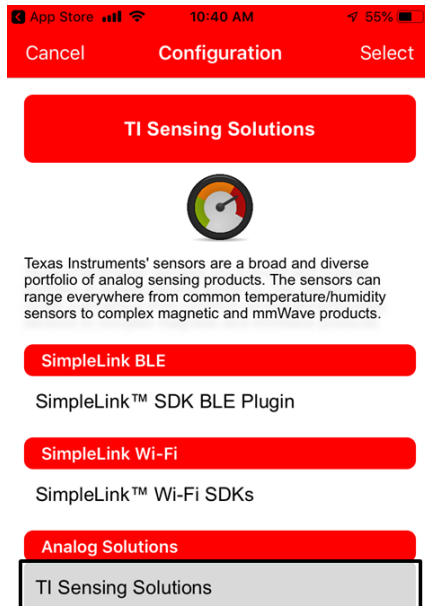 App Store 10:40 AM 55%
Cancel Configuration Select
TI Sensing Solutions
Texas Instruments' sensors are a broad and diverse
portfolio of analog sensing products. The sensors can
range everywhere from common temperature/humidity
sensors to complex magnetic and mmWave products.
SimpleLink BLE
SimpleLink™ SDK BLE Plugin
SimpleLink Wi-Fi
SimpleLink™ Wi-Fi SDKs
Analog Solutions
TI Sensing Solutions